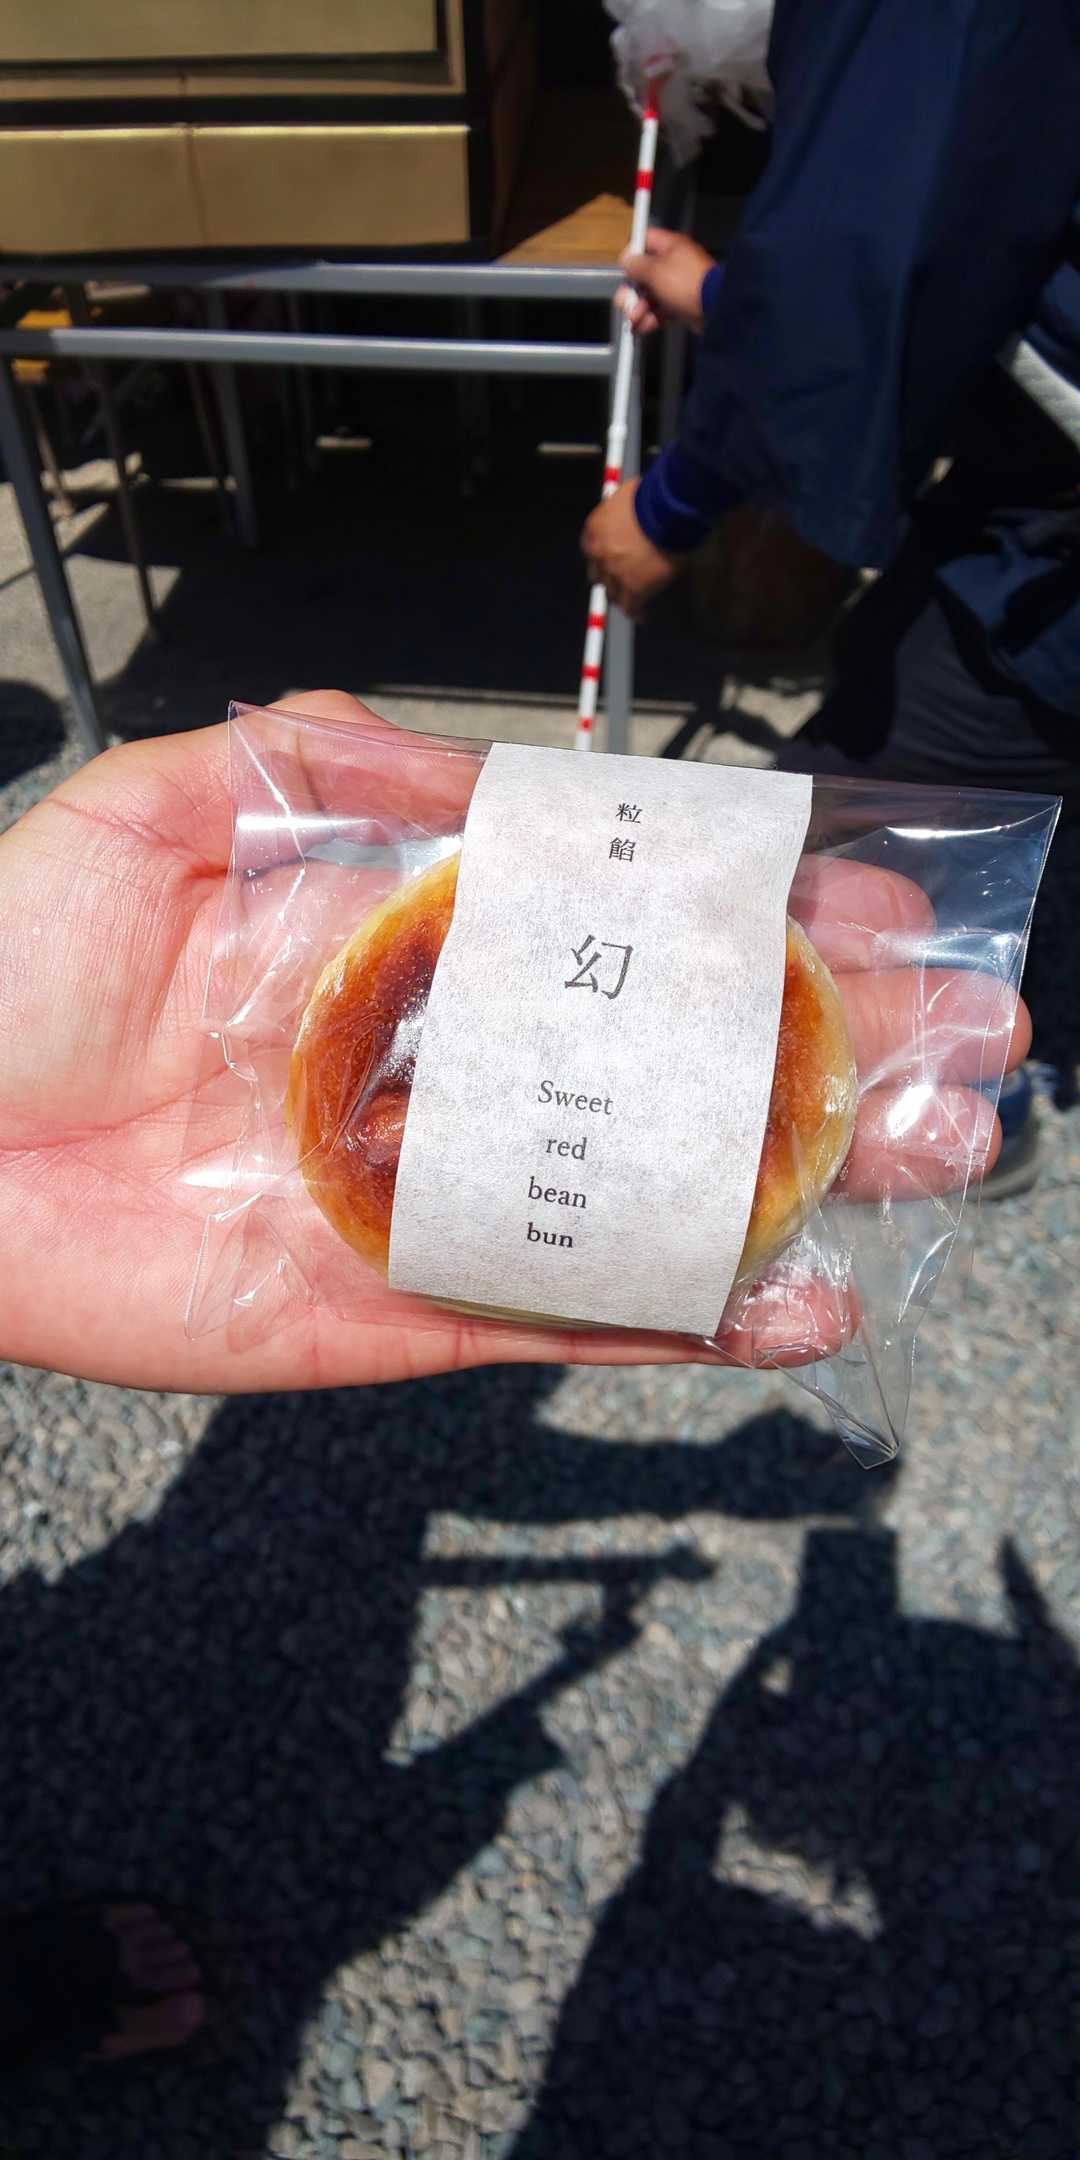 粒餡
幻
Sweet
red
bean
bun